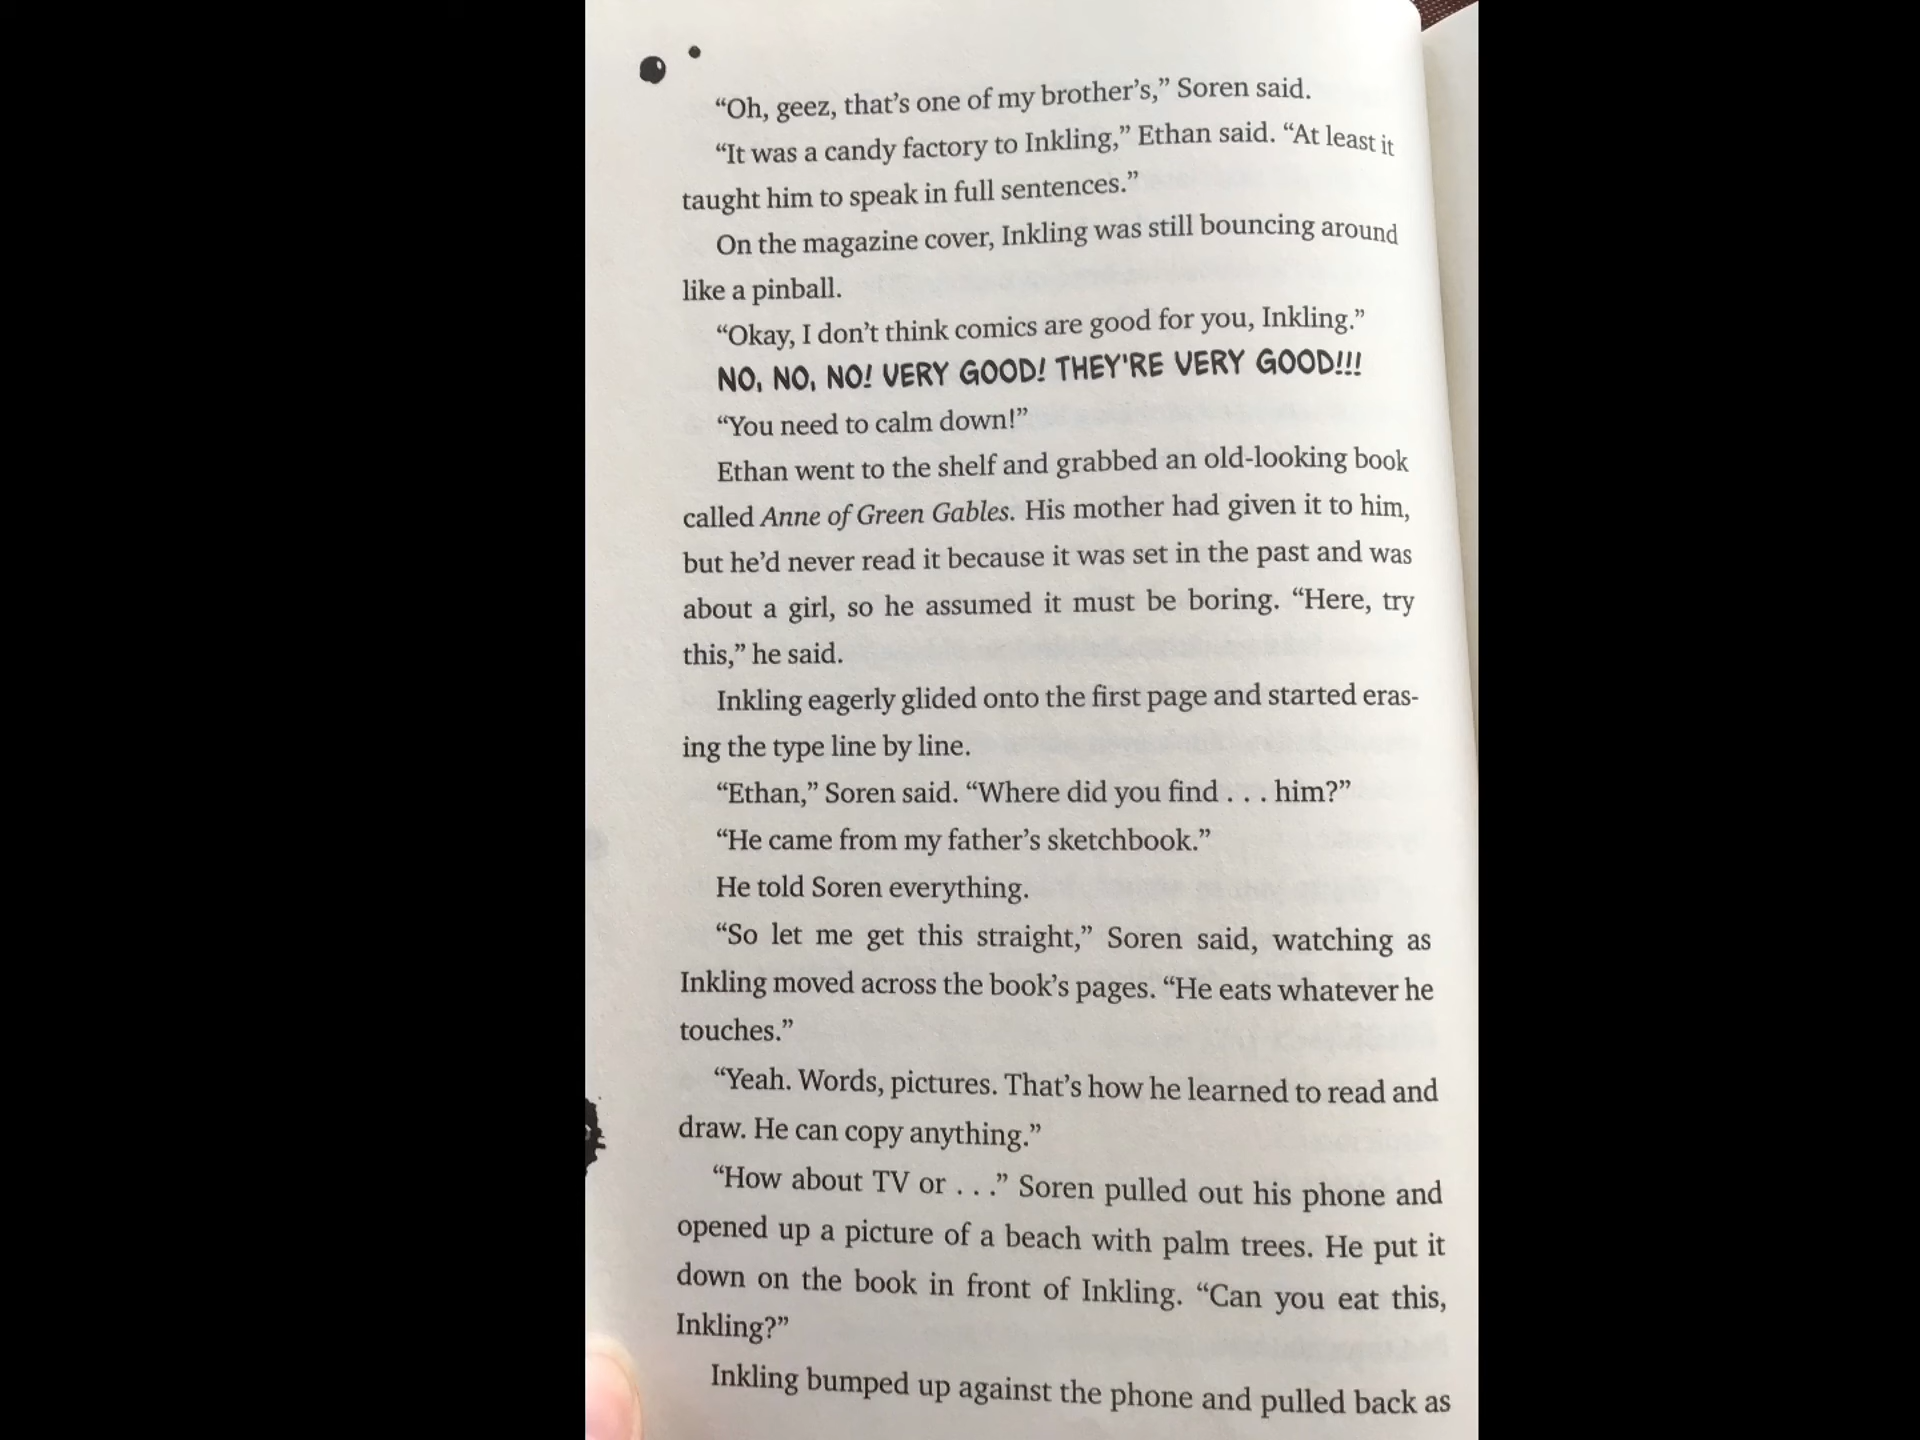 “Oh, geez, that’s one of my brother’s,” Soren said.
“It was a candy factory to Inkling,” Ethan said. “At least it
taught him to speak in full sentences.”
On the magazine cover, Inkling was still bouncing around
like a pinball.
“Okay, I don’t think comics are good for you, Inkling.”
NO, NO, NO! VERY GOOD! THEY'RE VERY GOOD!!!
“You need to calm down!”
Ethan went to the shelf and grabbed an old-looking book
called Anne of Green Gables. His mother had given it to him,
but he’d never read it because it was set in the past and was
about a girl, so he assumed it must be boring. “Here, try
this,” he said.
Inkling eagerly glided onto the first page and started eras-
ing the type line by line.
“Ethan,” Soren said. “Where did you find . . . him?”
“He came from my father’s sketchbook.”
He told Soren everything.
“So let me get this straight,” Soren said, watching as
Inkling moved across the book’s pages. “He eats whatever he
touches.”
“Yeah. Words, pictures. That’s how he learned to read and
draw. He can copy anything.”
“How about TV or . . .” Soren pulled out his phone and
opened up a picture of a beach with palm trees. He put it
down on the book in front of Inkling. “Can you eat this,
Inkling?”
Inkling bumped up against the phone and pulled back as